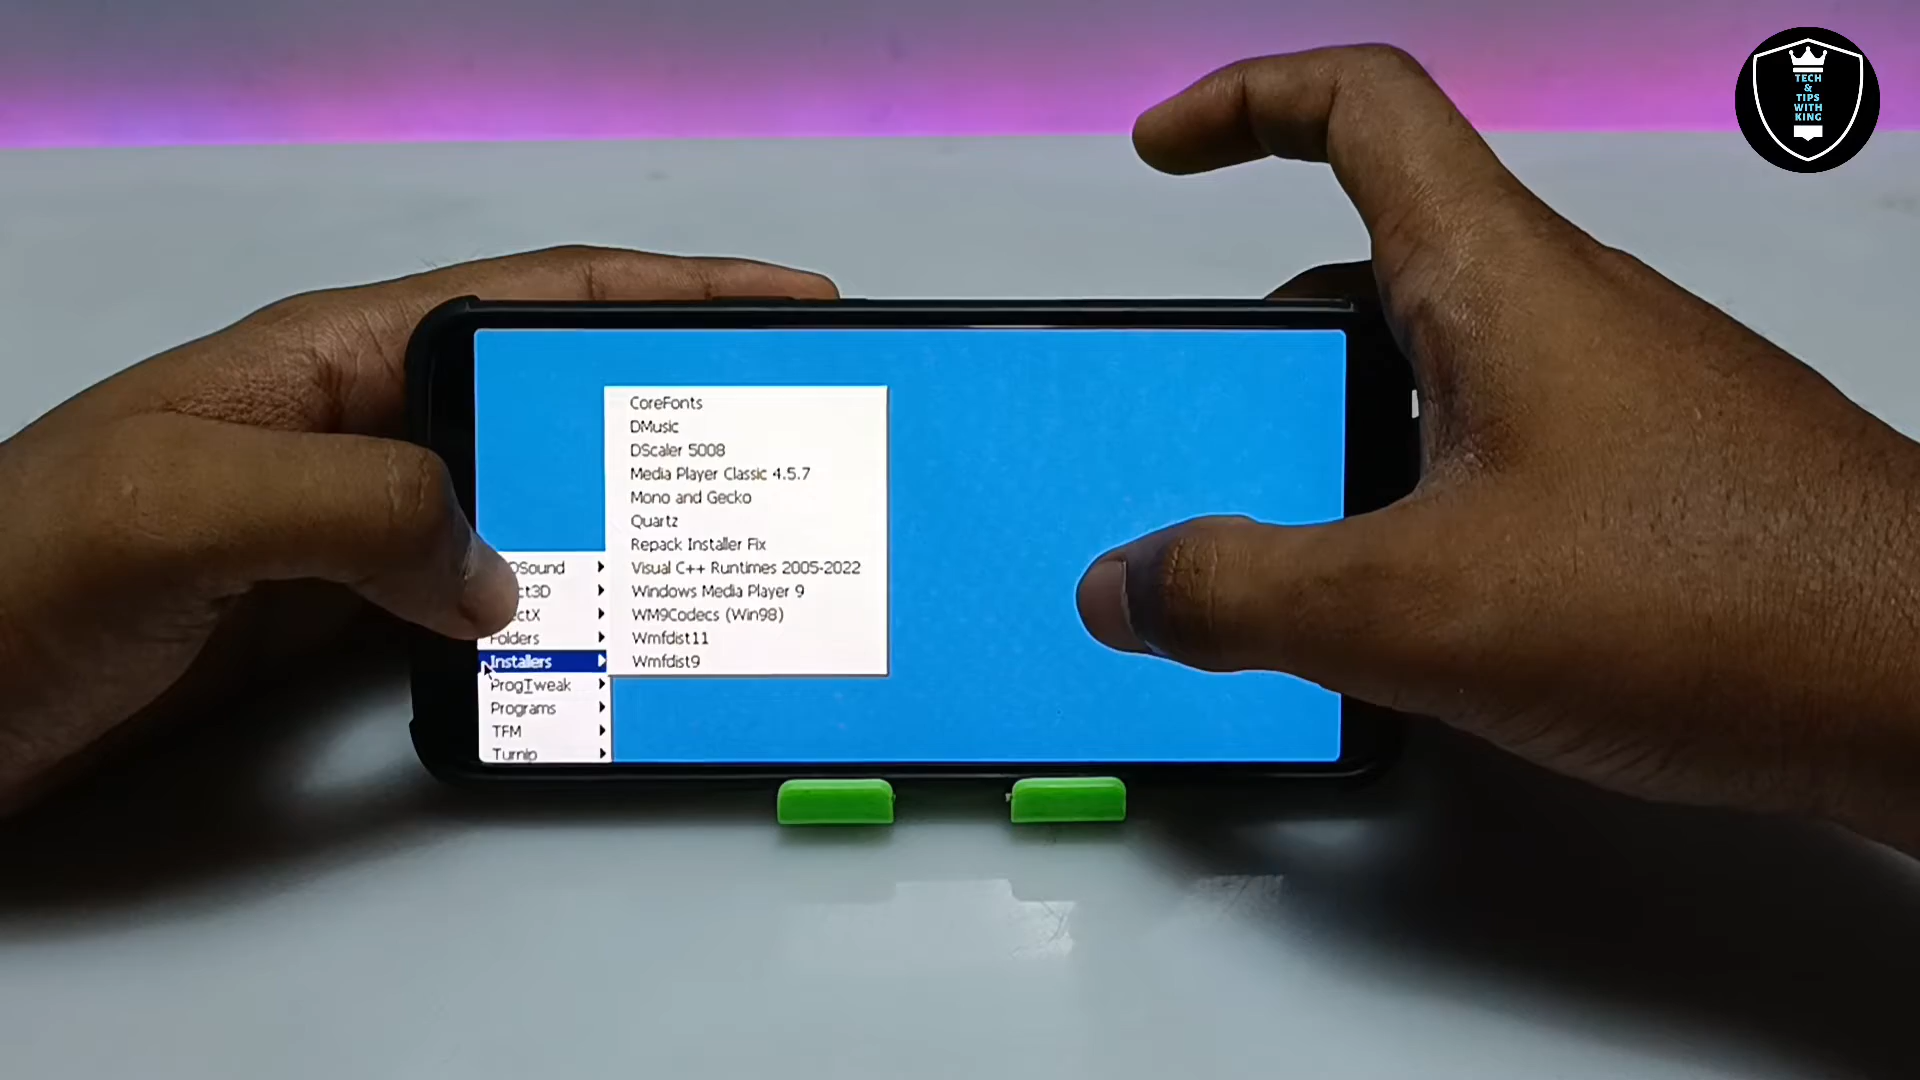 TECH
&
TIPS
WITH
KING
CoreFonts
DMusic
DScaler 5008
Media Player Classic 4.5.7
Mono and Gecko
Quartz
Repack Installer Fix
Visual C++ Runtimes 2005-2022
Windows Media Player 9
WM9Codecs (Win98)
Wmfdist11
Wmfdist9
Folders
Installers
ProgTweak
Programs
TFM
Turnip